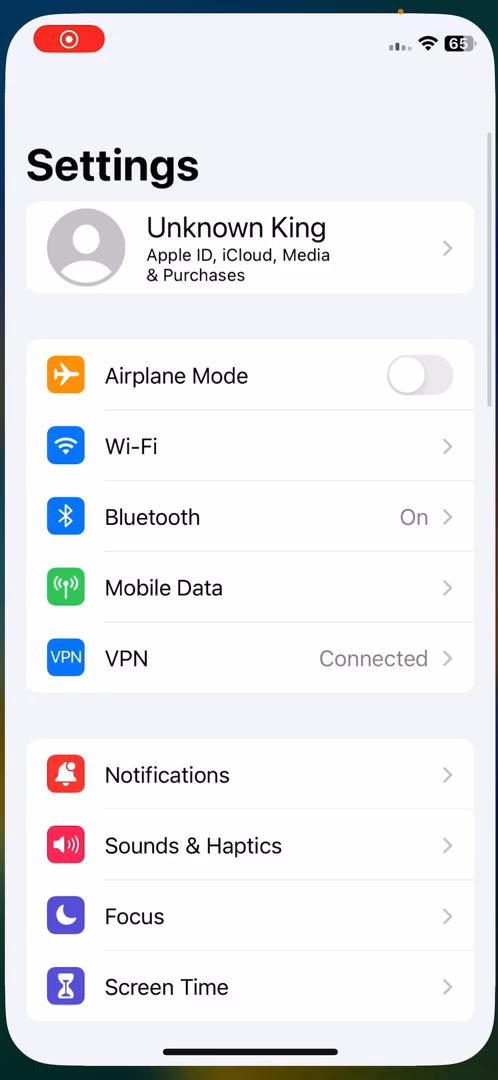 65
Settings
Unknown King
Apple ID, iCloud, Media
& Purchases
Airplane Mode
Wi-Fi
Bluetooth On
Mobile Data
VPN VPN Connected
Notifications
Sounds & Haptics
Focus
Screen Time